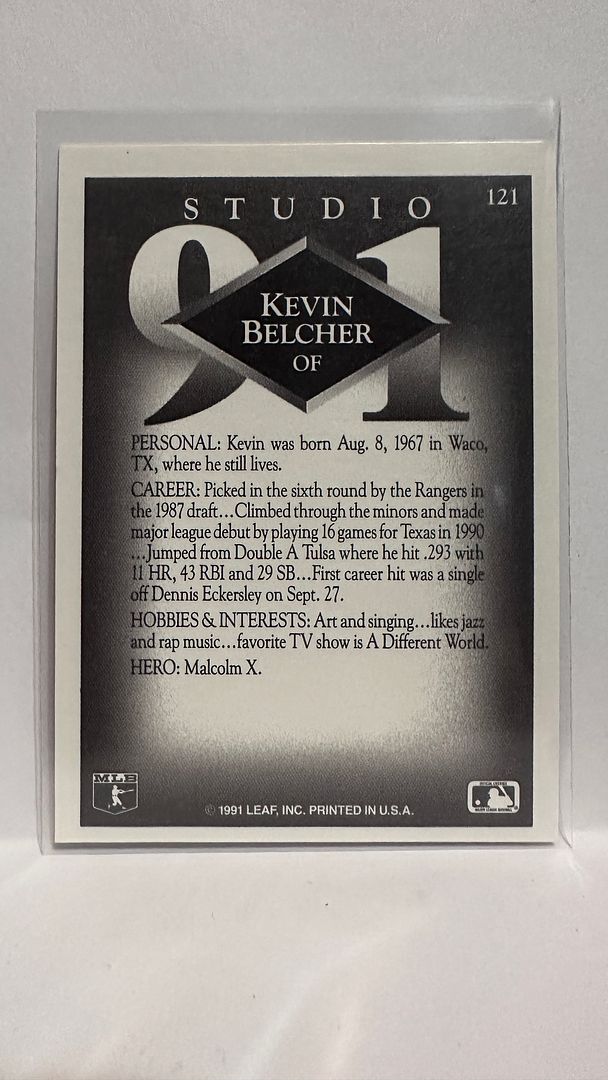 STUDIO
121
91
KEVIN
BELCHER
OF
PERSONAL: Kevin was born Aug. 8, 1967 in Waco,
TX, where he still lives.
CAREER: Picked in the sixth round by the Rangers in
the 1987 draft...Climbed through the minors and made
major league debut by playing 16 games for Texas in 1990
...Jumped from Double A Tulsa where he hit .293 with
11 HR, 43 RBI and 29 SB...First career hit was a single
off Dennis Eckersley on Sept. 27.
HOBBIES & INTERESTS: Art and singing...likes jazz
and rap music...favorite TV show is A Different World.
HERO: Malcolm X.
MLB
© 1991 LEAF, INC. PRINTED IN U.S.A.